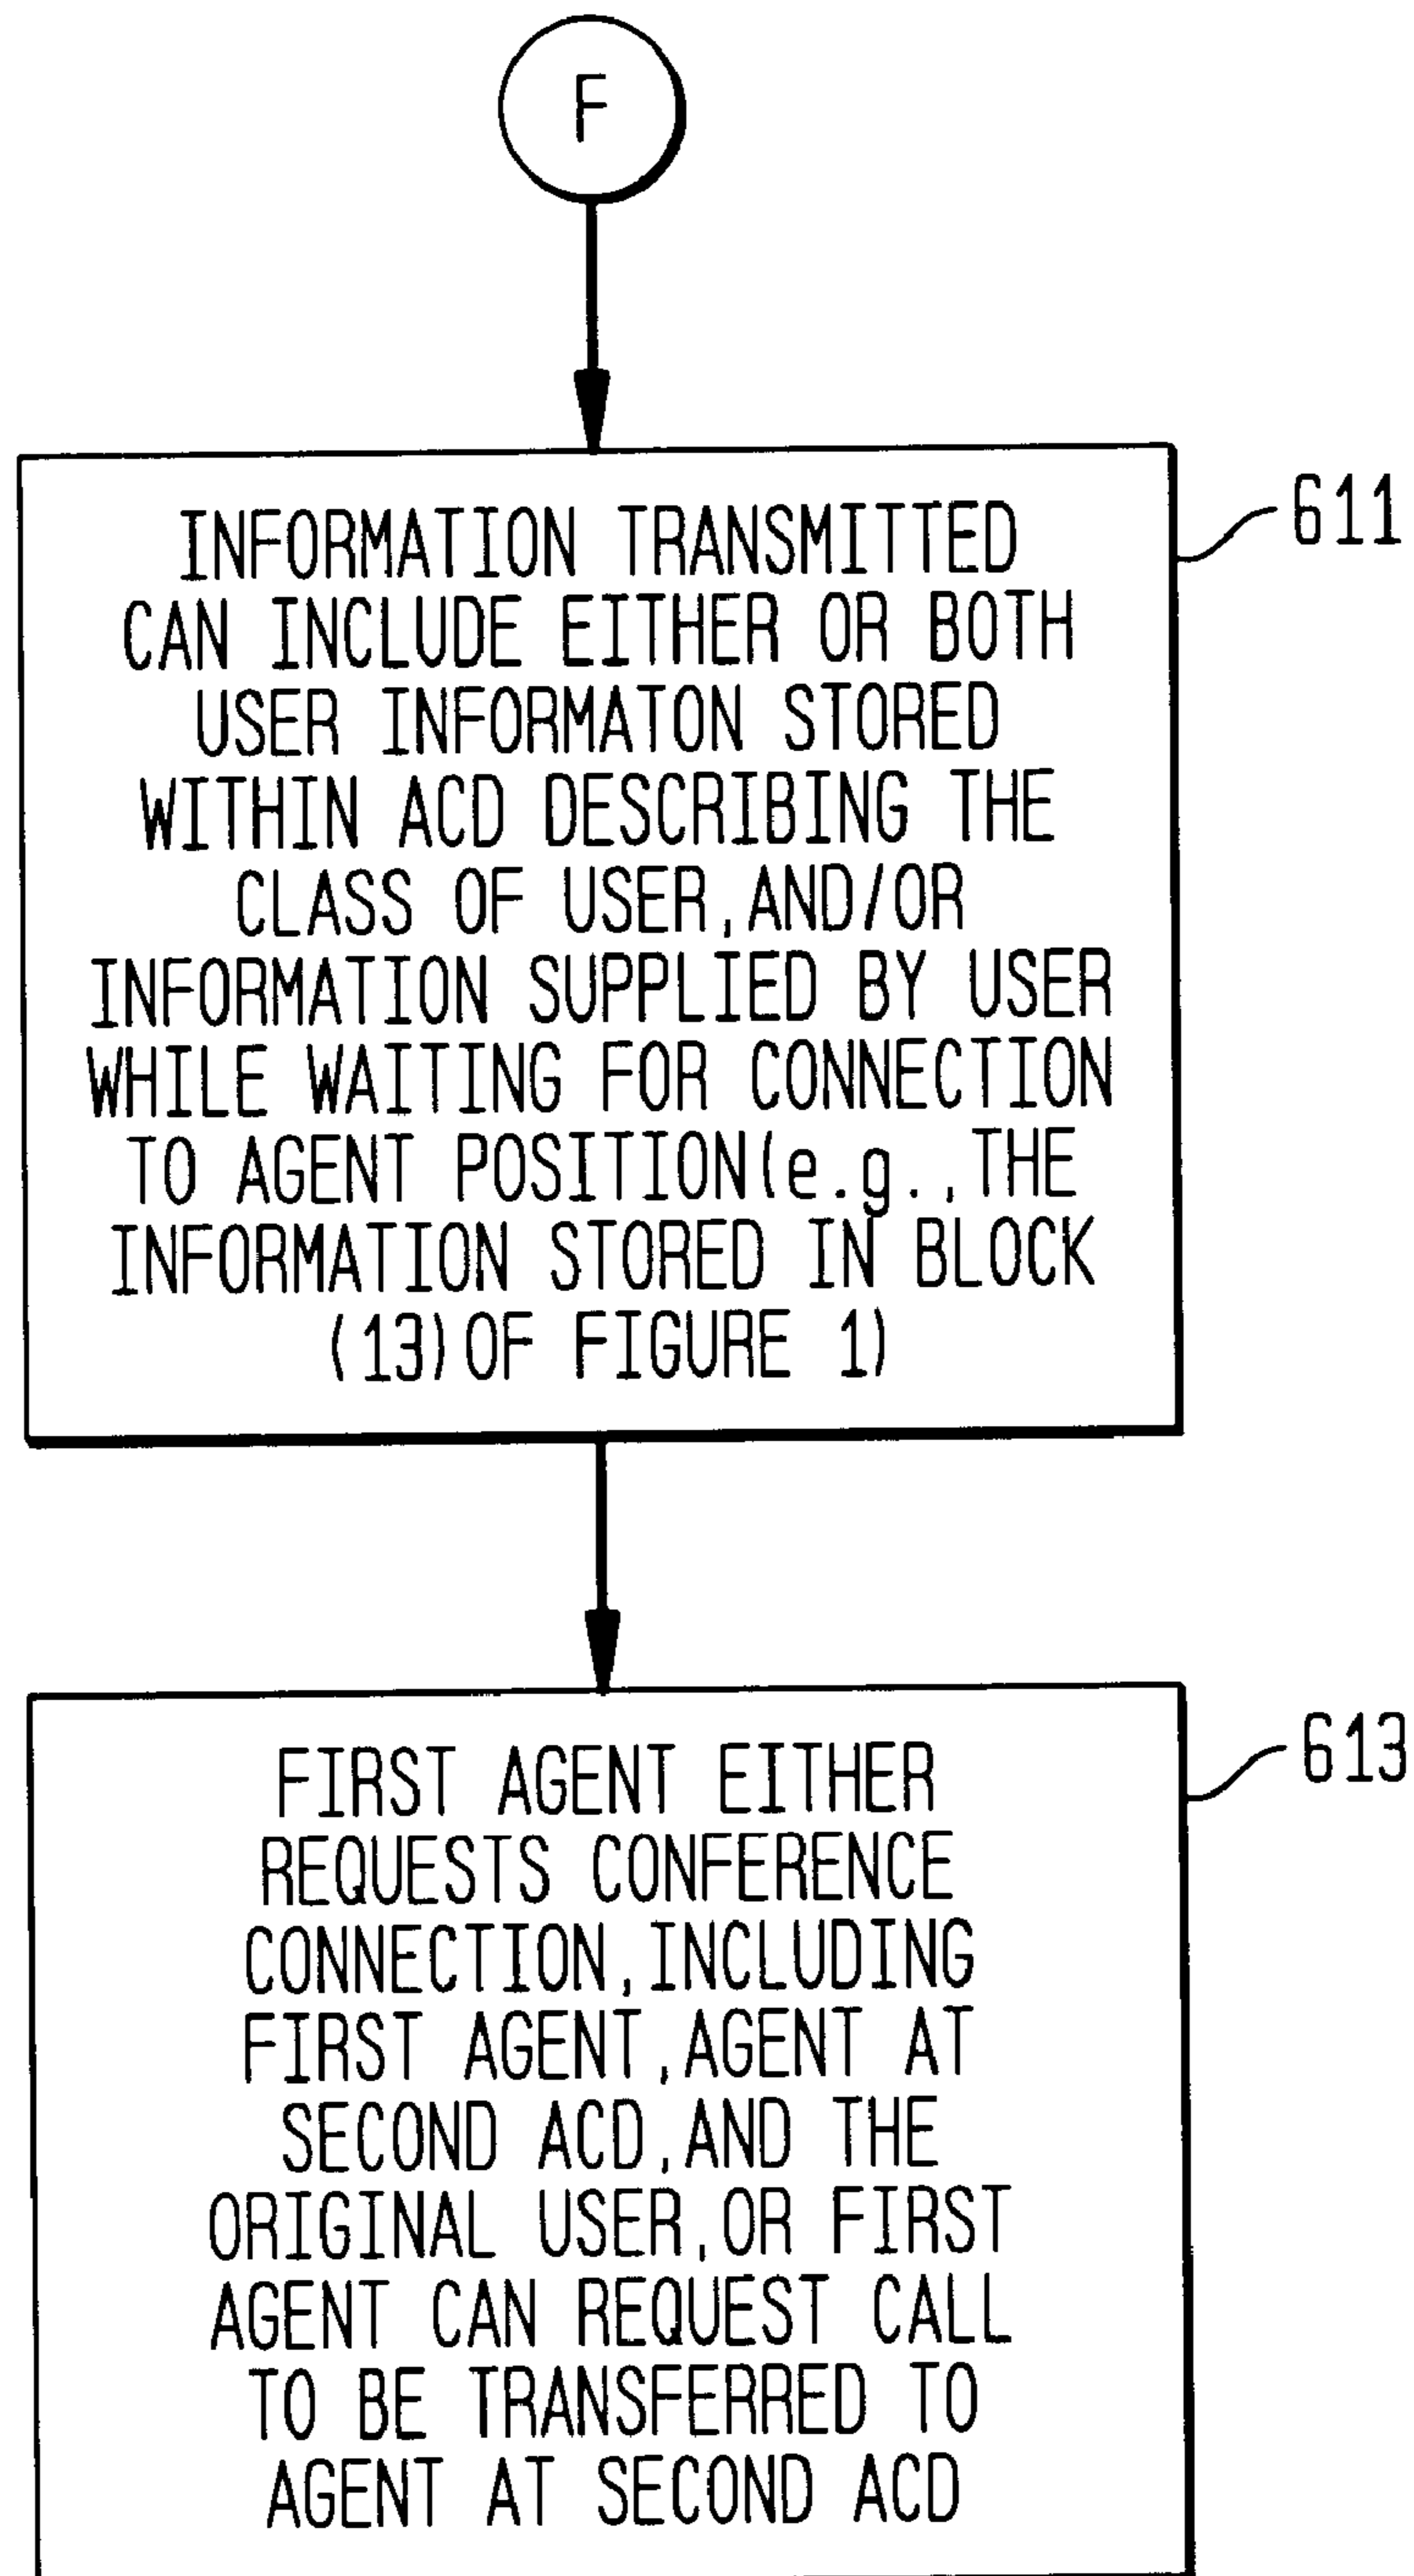 F
INFORMATION TRANSMITTED
CAN INCLUDE EITHER OR BOTH
USER INFORMATON STORED
WITHIN ACD DESCRIBING THE
CLASS OF USER,AND/OR
INFORMATION SUPPLIED BY USER
WHILE WAITING FOR CONNECTION
TO AGENT POSITION(e.g.,THE
INFORMATION STORED IN BLOCK
(13)OF FIGURE 1)
611
FIRST AGENT EITHER
REQUESTS CONFERENCE
CONNECTION,INCLUDING
FIRST AGENT,AGENT AT
SECOND ACD,AND THE
ORIGINAL USER,OR FIRST
AGENT CAN REQUEST CALL
TO BE TRANSFERRED TO
AGENT AT SECOND ACD
613